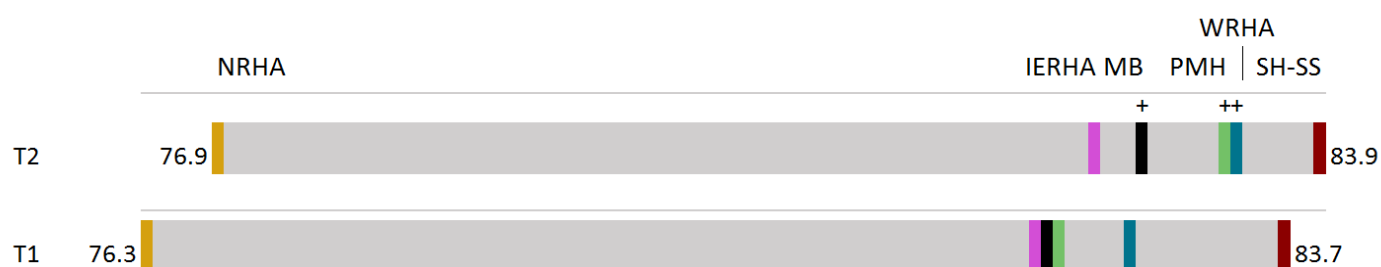 WRHA
NRHA IERHA MB PMH SH-SS
+ ++
T2 76.9 83.9
T1 76.3 83.7